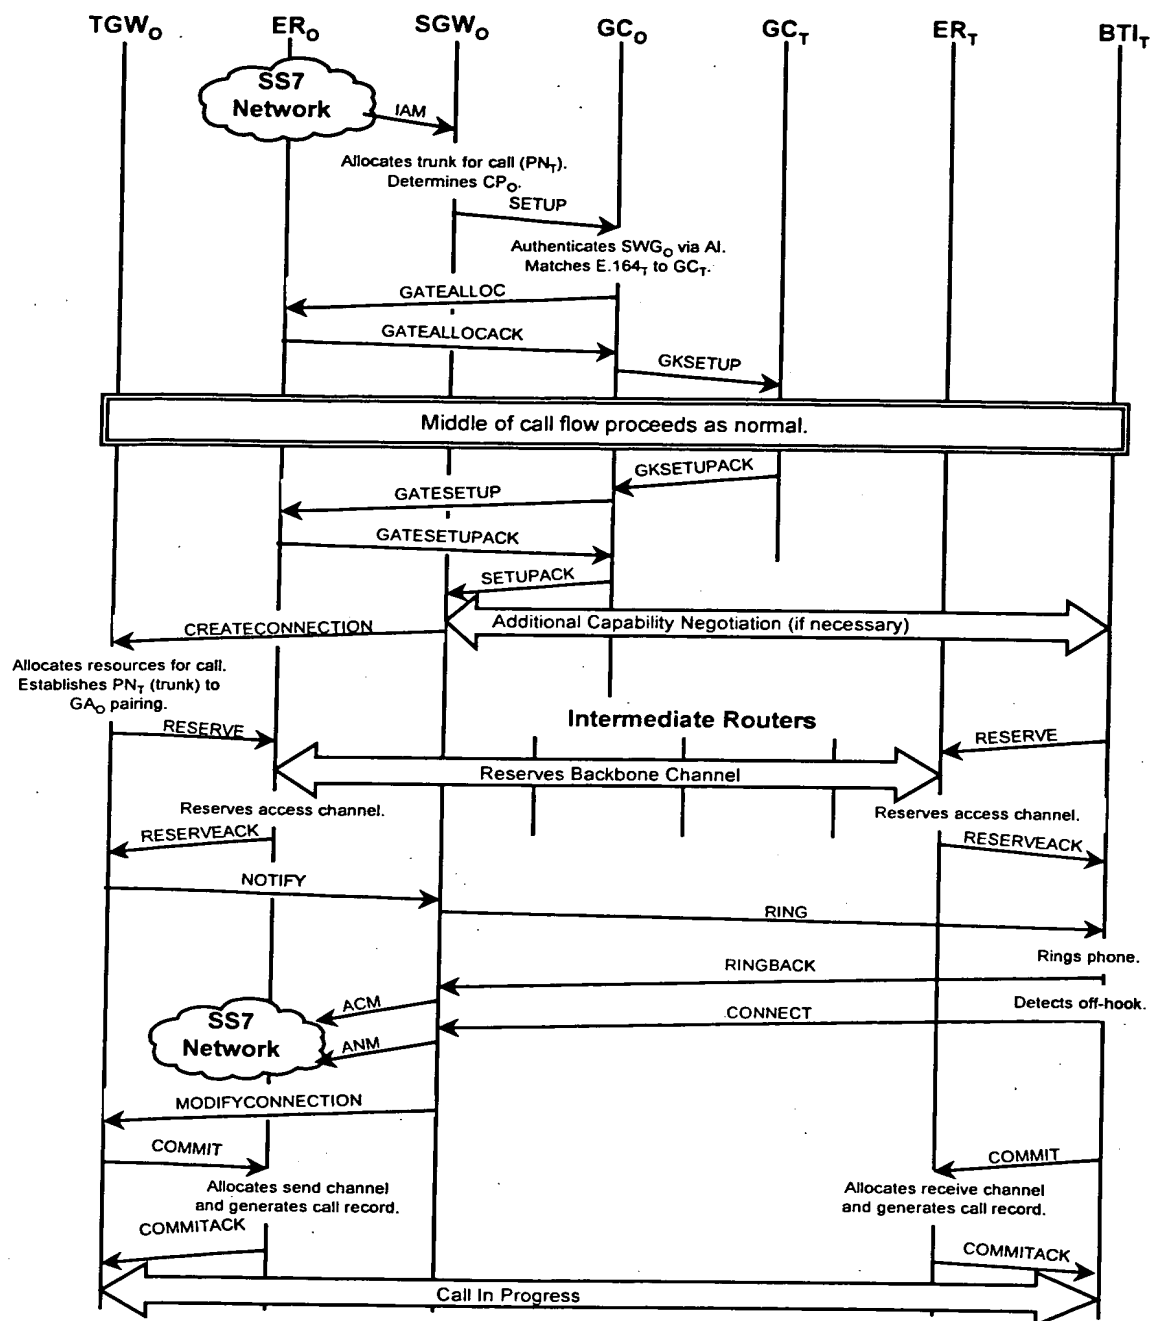 TGWO ERO SGWO GCO GCT ERT BTIT
SS7
Network
IAM
Allocates trunk for call (PNT).
Determines CPO.
SETUP
Authenticates SWGO via AI.
Matches E.164T to GCT.
GATEALLOC
GATEALLOCACK
GKSETUP
Middle of call flow proceeds as normal.
GKSETUPACK
GATESETUP
GATESETUPACK
SETUPACK
Additional Capability Negotiation (if necessary)
CREATECONNECTION
Allocates resources for call.
Establishes PNT (trunk) to
GAO pairing.
RESERVE
Intermediate Routers
RESERVE
Reserves Backbone Channel
Reserves access channel.
Reserves access channel.
RESERVEACK
RESERVEACK
NOTIFY
RING
Rings phone.
RINGBACK
Detects off-hook.
ACM
CONNECT
SS7
Network
ANM
MODIFYCONNECTION
COMMIT
COMMIT
Allocates send channel
and generates call record.
Allocates receive channel
and generates call record.
COMMITACK
COMMITACK
Call In Progress